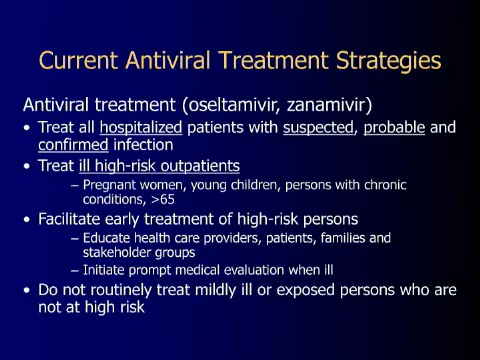 Current Antiviral Treatment Strategies
Antiviral treatment (oseltamivir, zanamivir)
• Treat all hospitalized patients with suspected, probable and
confirmed infection
• Treat ill high-risk outpatients
– Pregnant women, young children, persons with chronic
conditions, >65
• Facilitate early treatment of high-risk persons
– Educate health care providers, patients, families and
stakeholder groups
– Initiate prompt medical evaluation when ill
• Do not routinely treat mildly ill or exposed persons who are
not at high risk